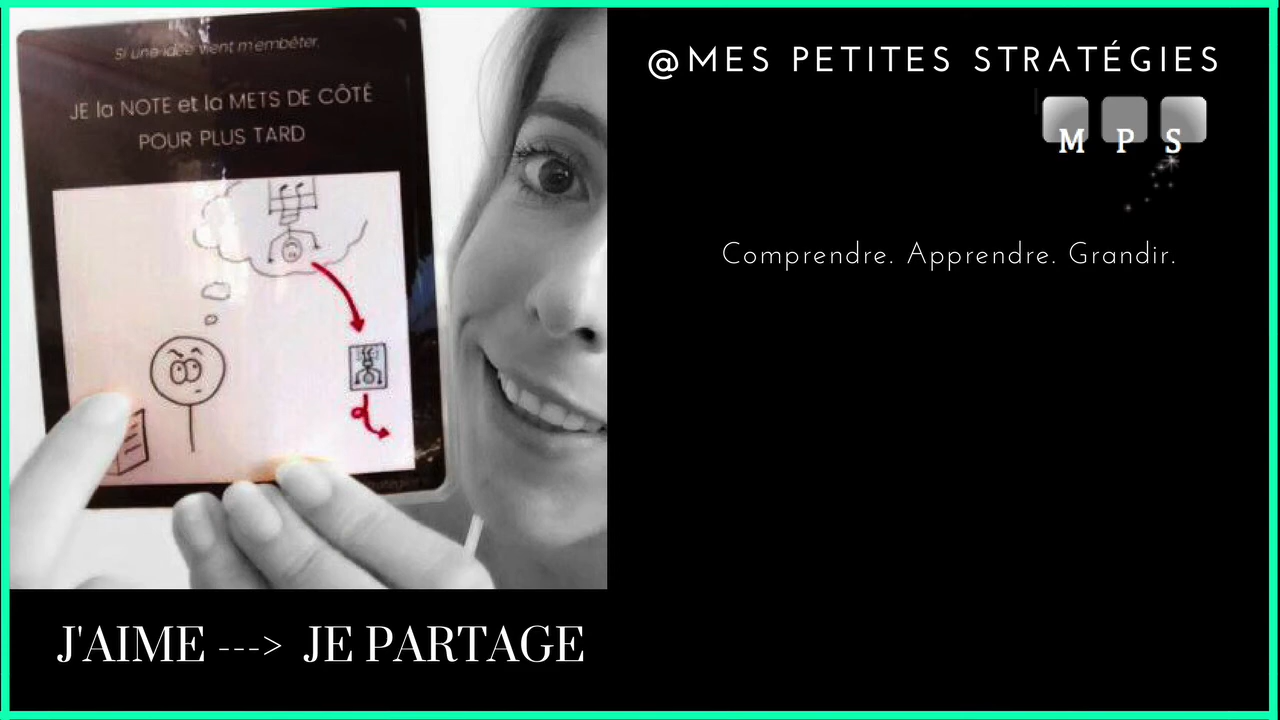 Si une idée vient m'embêter,
JE la NOTE et la METS DE CÔTÉ
POUR PLUS TARD
@MES PETITES STRATÉGIES
M P S
Comprendre. Apprendre. Grandir.
J'AIME ---> JE PARTAGE